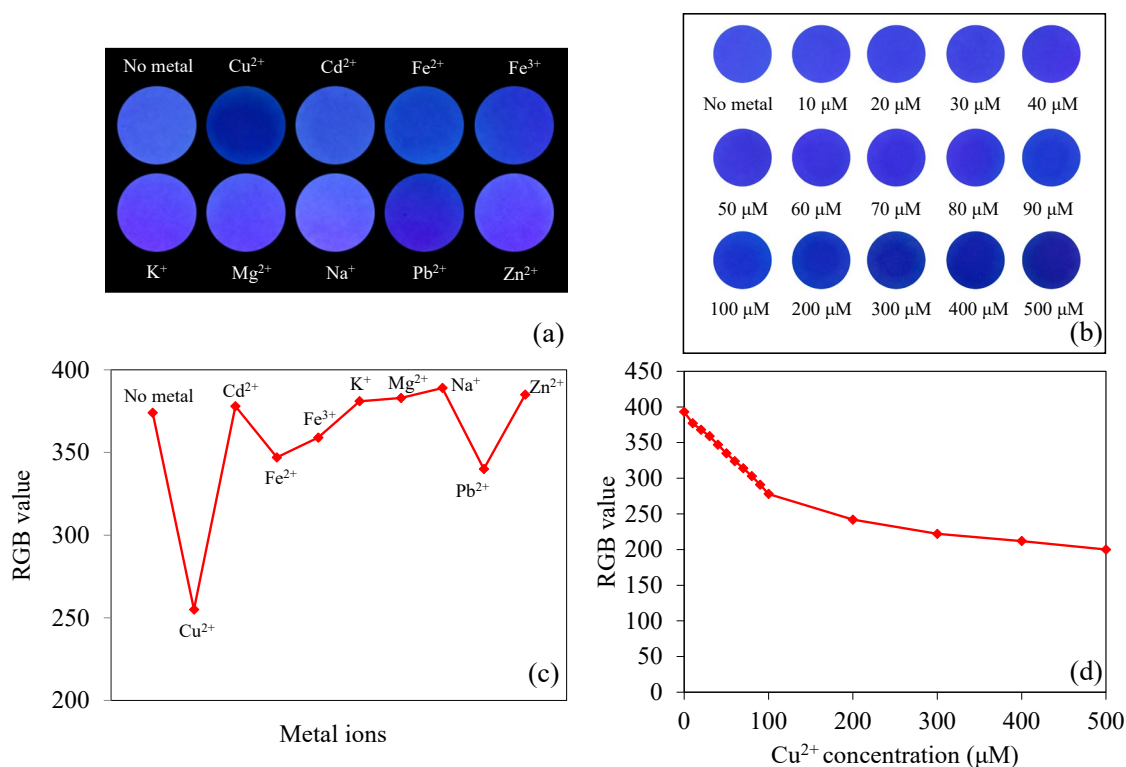 No metal Cu²⁺ Cd²⁺ Fe²⁺ Fe³⁺
K⁺ Mg²⁺ Na⁺ Pb²⁺ Zn²⁺
(a)
No metal 10 μM 20 μM 30 μM 40 μM
50 μM 60 μM 70 μM 80 μM 90 μM
100 μM 200 μM 300 μM 400 μM 500 μM
(b)
RGB value
400
350
300
250
200
No metal
Cu²⁺
Cd²⁺
Fe²⁺
Fe³⁺
K⁺
Mg²⁺
Na⁺
Pb²⁺
Zn²⁺
(c)
Metal ions
RGB value
450
400
350
300
250
200
150
100
50
0
(d)
0 100 200 300 400 500
Cu²⁺ concentration (μM)